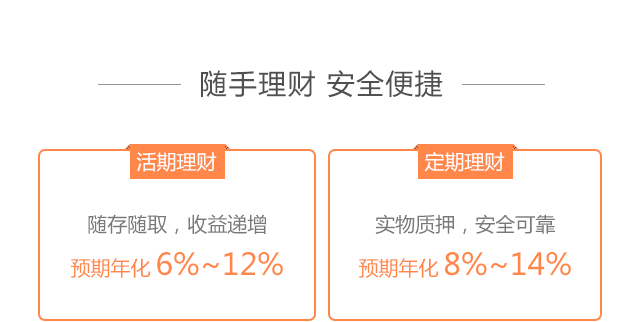 随手理财 安全便捷
活期理财
随存随取，收益递增
预期年化 6%~12%
定期理财
实物质押，安全可靠
预期年化 8%~14%